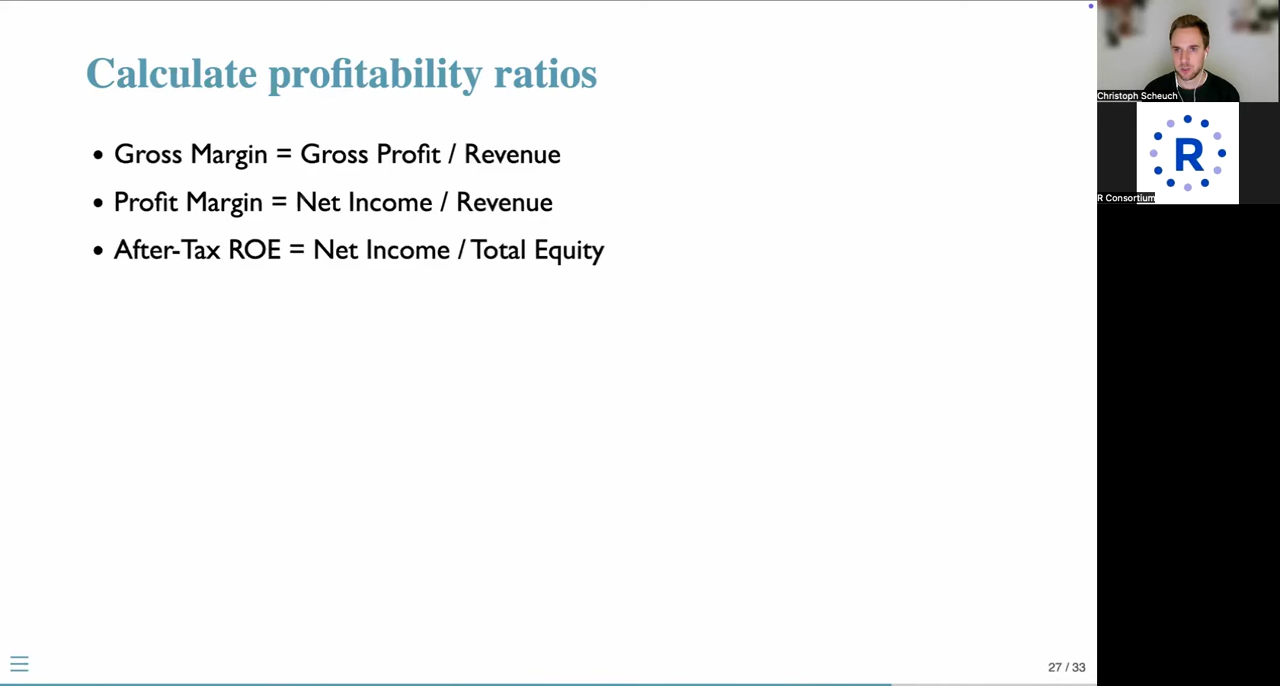 Calculate profitability ratios
• Gross Margin = Gross Profit / Revenue
• Profit Margin = Net Income / Revenue
• After-Tax ROE = Net Income / Total Equity
27 / 33
Christoph Scheuch
R
R Consortium